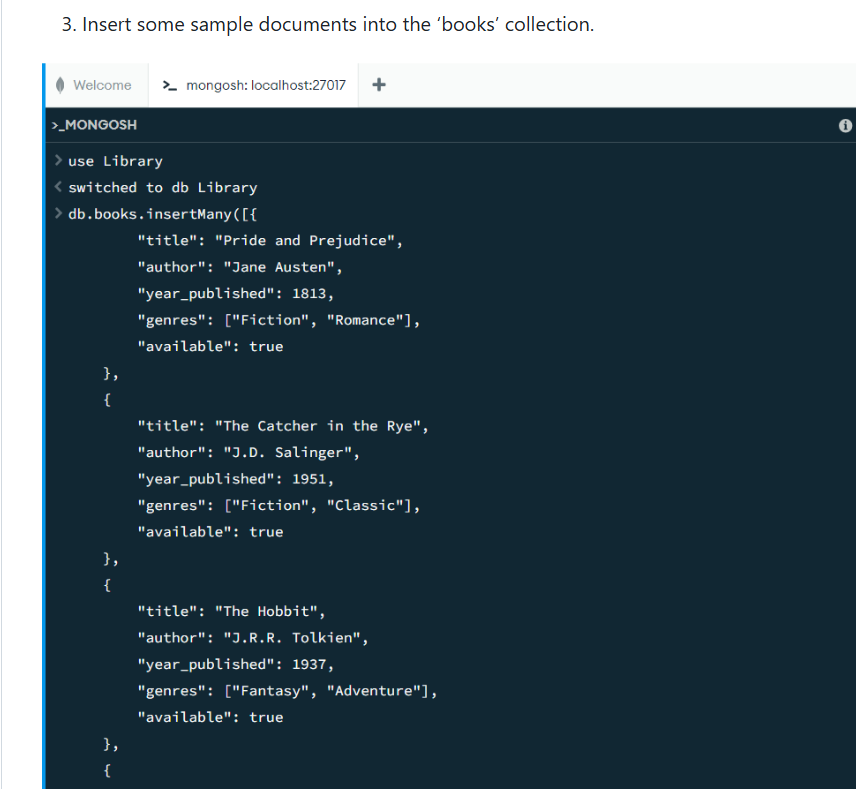 3. Insert some sample documents into the ‘books’ collection.
Welcome
>_ mongosh: localhost:27017 +
>_MONGOSH
> use Library
< switched to db Library
> db.books.insertMany([{
"title": "Pride and Prejudice",
"author": "Jane Austen",
"year_published": 1813,
"genres": ["Fiction", "Romance"],
"available": true
},
{
"title": "The Catcher in the Rye",
"author": "J.D. Salinger",
"year_published": 1951,
"genres": ["Fiction", "Classic"],
"available": true
},
{
"title": "The Hobbit",
"author": "J.R.R. Tolkien",
"year_published": 1937,
"genres": ["Fantasy", "Adventure"],
"available": true
},
{